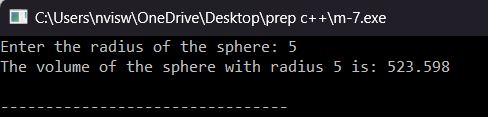 C:\Users\nvisw\OneDrive\Desktop\prep c++\m-7.exe
Enter the radius of the sphere: 5
The volume of the sphere with radius 5 is: 523.598
--------------------------------